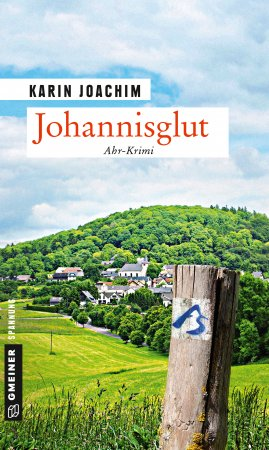 KARIN JOACHIM
Johannisglut
Ahr-Krimi
GMEINER SPANNUNG